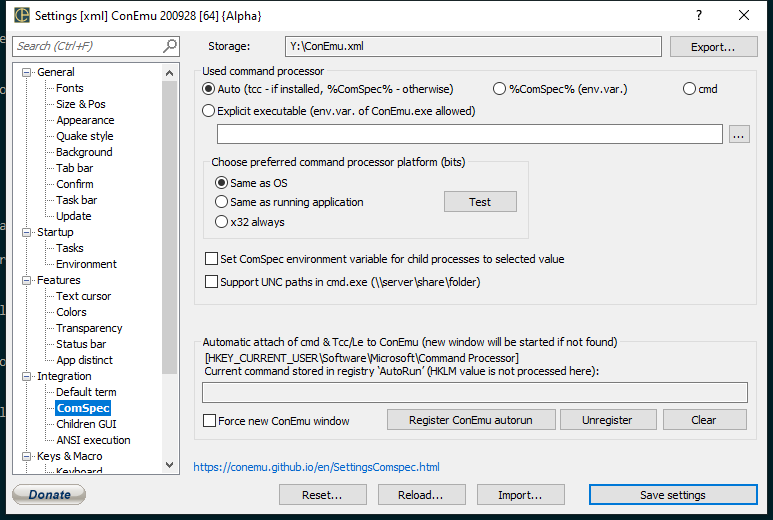 Settings [xml] ConEmu 200928 [64] {Alpha}
Search (Ctrl+F)
Storage:
Y:\ConEmu.xml
Export...
General
Fonts
Size & Pos
Appearance
Quake style
Background
Tab bar
Confirm
Task bar
Update
Startup
Tasks
Environment
Features
Text cursor
Colors
Transparency
Status bar
App distinct
Integration
Default term
ComSpec
Children GUI
ANSI execution
Keys & Macro
Keyboard
Used command processor
Auto (tcc - if installed, %ComSpec% - otherwise)
%ComSpec% (env.var.)
cmd
Explicit executable (env.var. of ConEmu.exe allowed)
...
Choose preferred command processor platform (bits)
Same as OS
Same as running application
x32 always
Test
Set ComSpec environment variable for child processes to selected value
Support UNC paths in cmd.exe (\\server\share\folder)
Automatic attach of cmd & Tcc/Le to ConEmu (new window will be started if not found)
[HKEY_CURRENT_USER\Software\Microsoft\Command Processor]
Current command stored in registry ‘AutoRun’ (HKLM value is not processed here):
Force new ConEmu window
Register ConEmu autorun
Unregister
Clear
https://conemu.github.io/en/SettingsComspec.html
Donate
Reset...
Reload...
Import...
Save settings